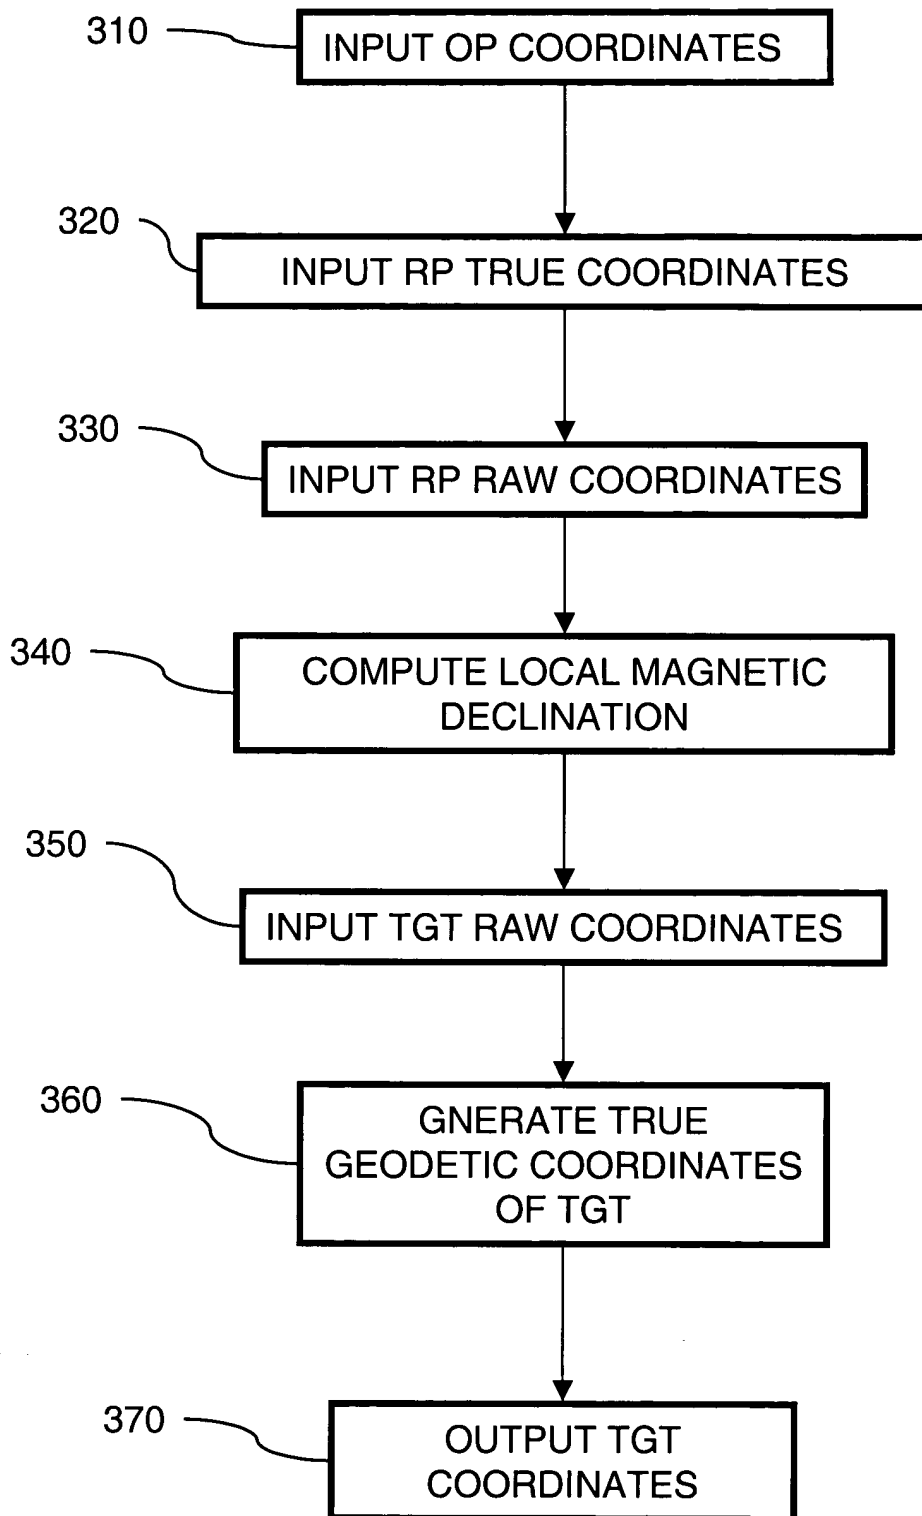 310
INPUT OP COORDINATES
320
INPUT RP TRUE COORDINATES
330
INPUT RP RAW COORDINATES
340
COMPUTE LOCAL MAGNETIC
DECLINATION
350
INPUT TGT RAW COORDINATES
360
GNERATE TRUE
GEODETIC COORDINATES
OF TGT
370
OUTPUT TGT
COORDINATES